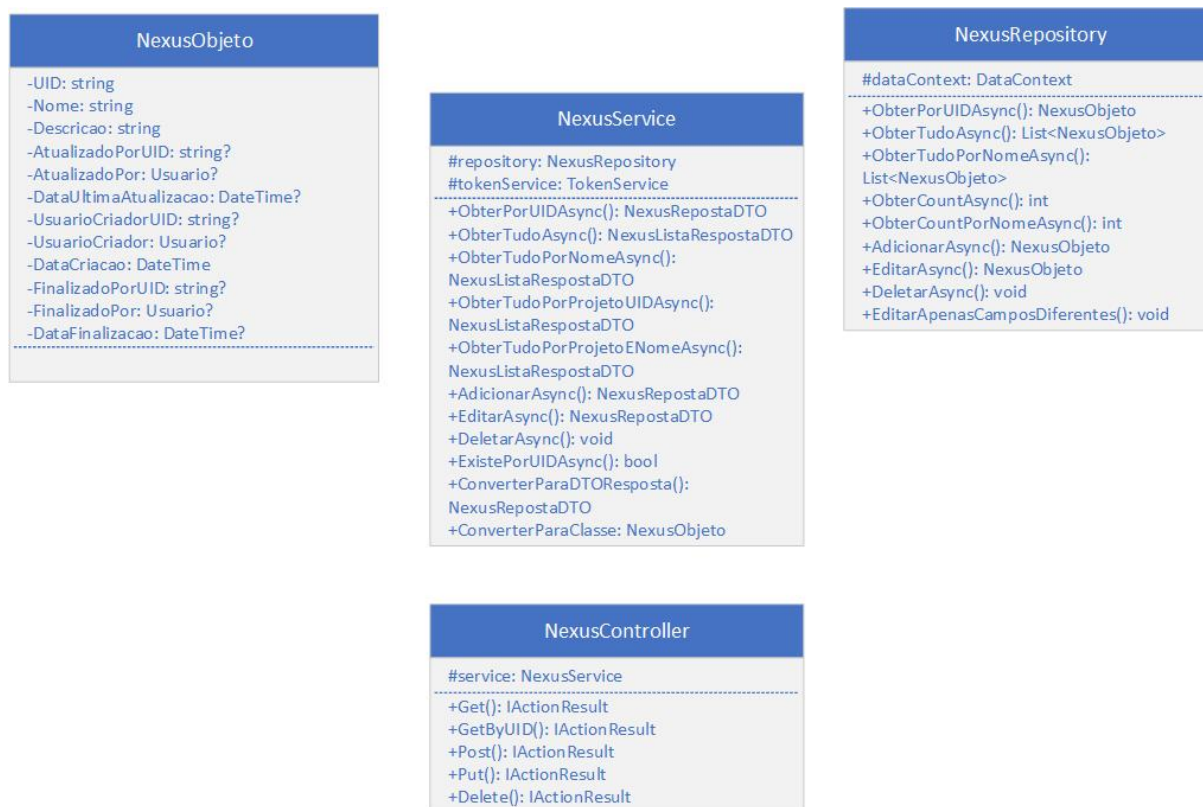 NexusObjeto
-UID: string
-Nome: string
-Descricao: string
-AtualizadoPorUID: string?
-AtualizadoPor: Usuario?
-DataUltimaAtualizacao: DateTime?
-UsuarioCriadorUID: string?
-UsuarioCriador: Usuario?
-DataCriacao: DateTime
-FinalizadoPorUID: string?
-FinalizadoPor: Usuario?
-DataFinalizacao: DateTime?
NexusService
#repository: NexusRepository
#tokenService: TokenService
+ObterPorUIDAsync(): NexusRepostaDTO
+ObterTudoAsync(): NexusListaRespostaDTO
+ObterTudoPorNomeAsync():
NexusListaRespostaDTO
+ObterTudoPorProjetoUIDAsync():
NexusListaRespostaDTO
+ObterTudoPorProjetoENomeAsync():
NexusListaRespostaDTO
+AdicionarAsync(): NexusRepostaDTO
+EditarAsync(): NexusRepostaDTO
+DeletarAsync(): void
+ExistePorUIDAsync(): bool
+ConverterParaDTOResposta():
NexusRepostaDTO
+ConverterParaClasse: NexusObjeto
NexusRepository
#dataContext: DataContext
+ObterPorUIDAsync(): NexusObjeto
+ObterTudoAsync(): List<NexusObjeto>
+ObterTudoPorNomeAsync():
List<NexusObjeto>
+ObterCountAsync(): int
+ObterCountPorNomeAsync(): int
+AdicionarAsync(): NexusObjeto
+EditarAsync(): NexusObjeto
+DeletarAsync(): void
+EditarApenasCamposDiferentes(): void
NexusController
#service: NexusService
+Get(): IActionResult
+GetByUID(): IActionResult
+Post(): IActionResult
+Put(): IActionResult
+Delete(): IActionResult